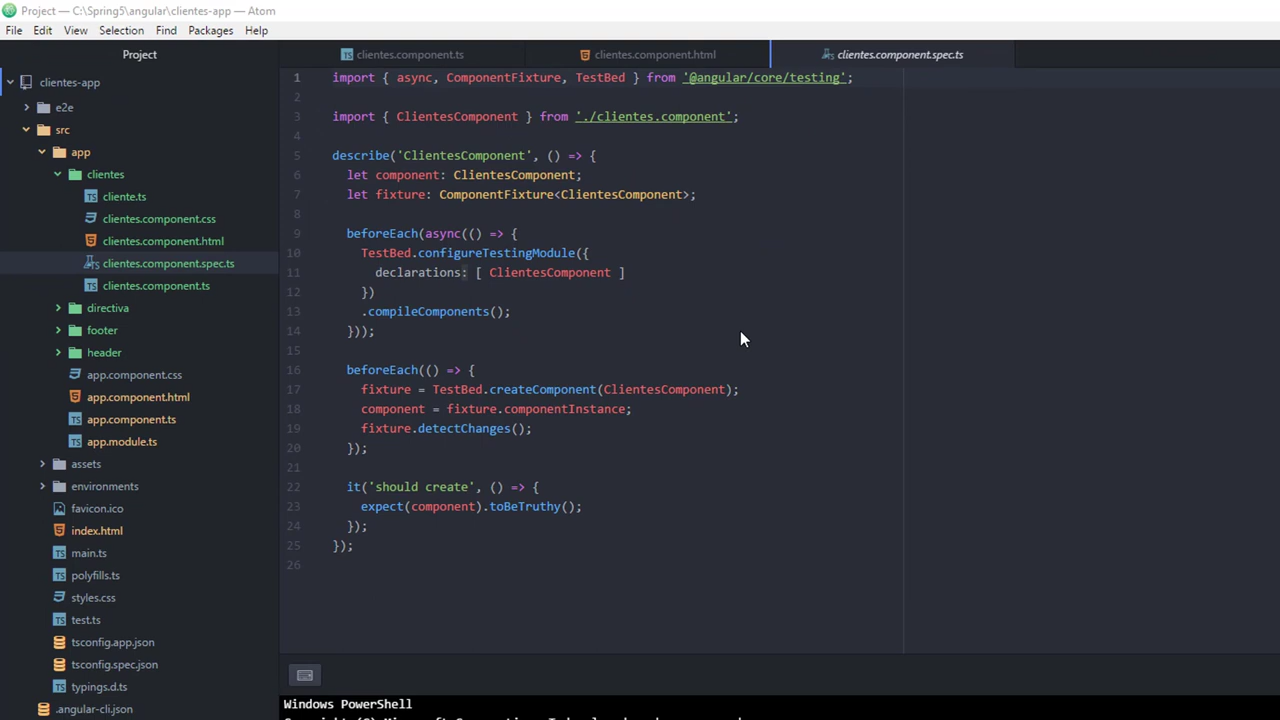 Project — C:\Spring5\angular\clientes-app — Atom
File Edit View Selection Find Packages Help
Project
clientes-app
e2e
src
app
clientes
cliente.ts
clientes.component.css
clientes.component.html
clientes.component.spec.ts
clientes.component.ts
directiva
footer
header
app.component.css
app.component.html
app.component.ts
app.module.ts
assets
environments
favicon.ico
index.html
main.ts
polyfills.ts
styles.css
test.ts
tsconfig.app.json
tsconfig.spec.json
typings.d.ts
.angular-cli.json
clientes.component.ts clientes.component.html clientes.component.spec.ts
1 import { async, ComponentFixture, TestBed } from '@angular/core/testing';
2
3 import { ClientesComponent } from './clientes.component';
4
5 describe('ClientesComponent', () => {
6 let component: ClientesComponent;
7 let fixture: ComponentFixture<ClientesComponent>;
8
9 beforeEach(async(() => {
10 TestBed.configureTestingModule({
11 declarations: [ ClientesComponent ]
12 })
13 .compileComponents();
14 }));
15
16 beforeEach(() => {
17 fixture = TestBed.createComponent(ClientesComponent);
18 component = fixture.componentInstance;
19 fixture.detectChanges();
20 });
21
22 it('should create', () => {
23 expect(component).toBeTruthy();
24 });
25 });
26
Windows PowerShell